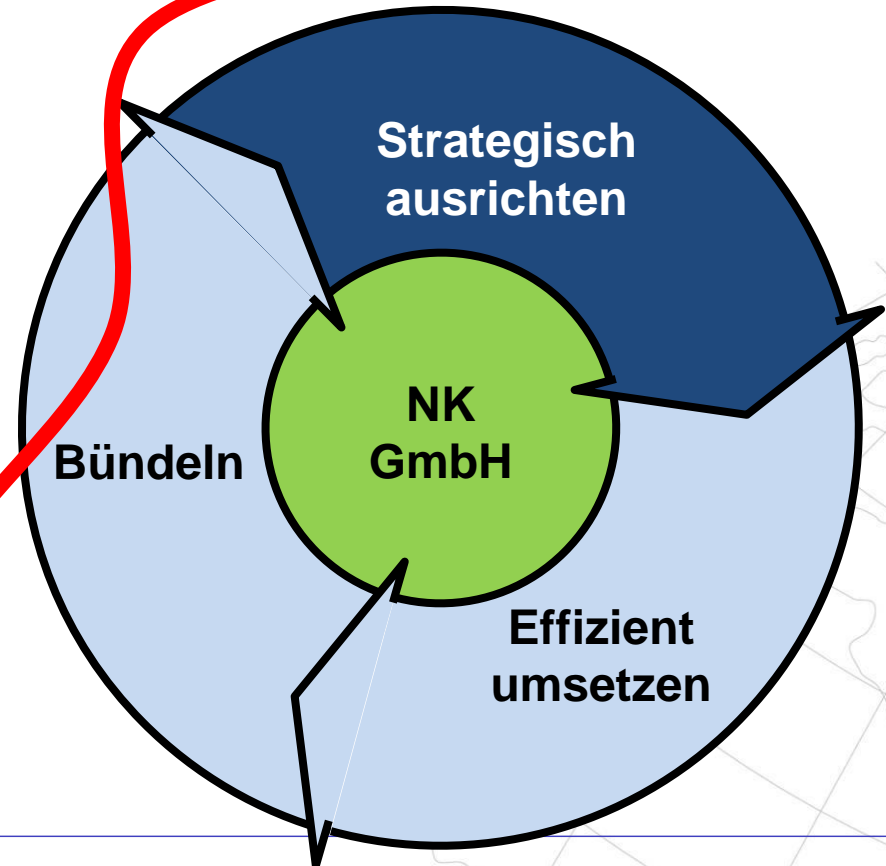 Strategisch
ausrichten
NK
GmbH
Bündeln
Effizient
umsetzen